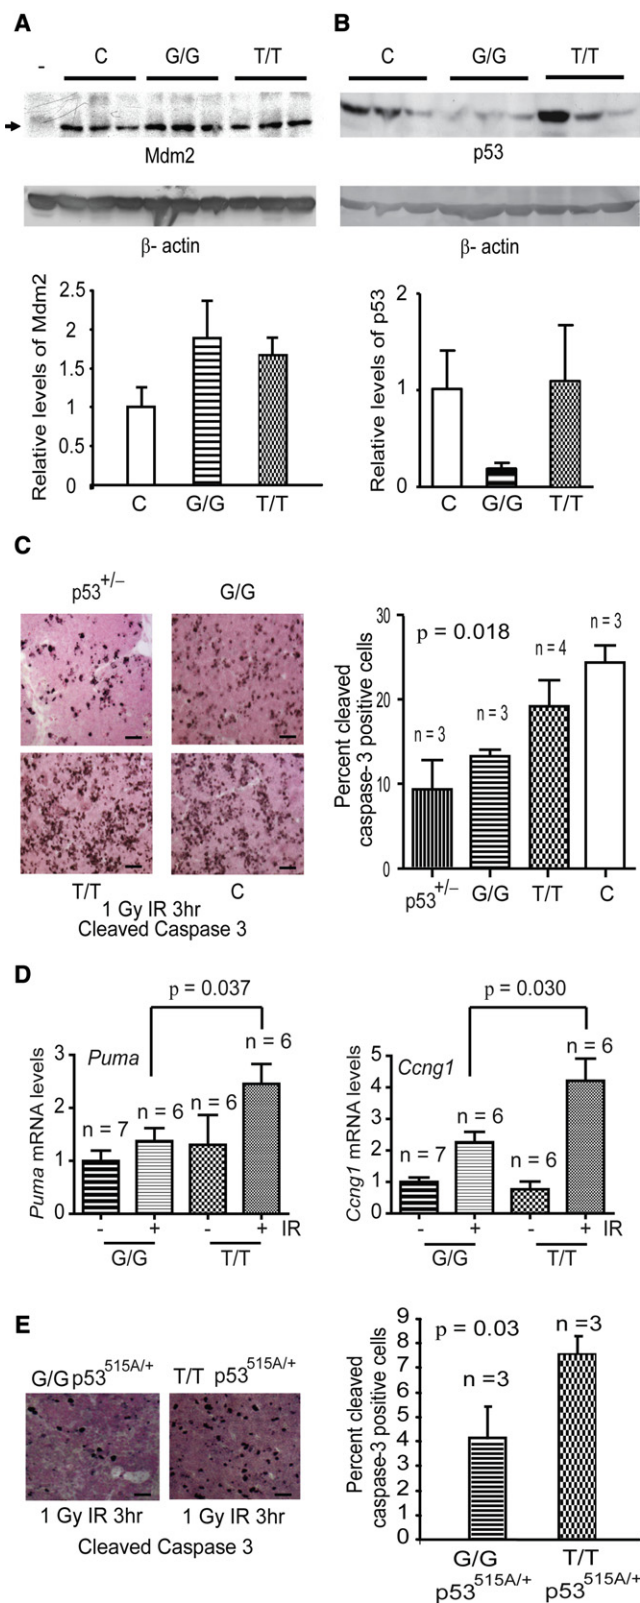 A
- C G/G T/T
Mdm2
β- actin
Relative levels of Mdm2
2.5
2
1.5
1
0.5
0
C G/G T/T
B
C G/G T/T
p53
β- actin
Relative levels of p53
2
1
0
C G/G T/T
C
p53+/– G/G
T/T C
1 Gy IR 3hr
Cleaved Caspase 3
Percent cleaved
caspase- 3 positive cells
30
20
10
0
p = 0.018
n = 3
n = 3
n = 4
n = 3
p53+/– G/G T/T C
D
p = 0.037
Puma
Puma mRNA levels
3
2
1
0
n = 7
n = 6
n = 6
n = 6
- + - + IR
G/G T/T
p = 0.030
Ccng1
Ccng1 mRNA levels
5
4
3
2
1
0
n = 7
n = 6
n = 6
n = 6
- + - + IR
G/G T/T
E
G/G p53515A/+ T/T p53515A/+
1 Gy IR 3hr 1 Gy IR 3hr
Cleaved Caspase 3
Percent cleaved
caspase-3 positive cells
9
8
7
6
5
4
3
2
1
0
p = 0.03
n =3
n =3
G/G T/T
p53515A/+ p53515A/+